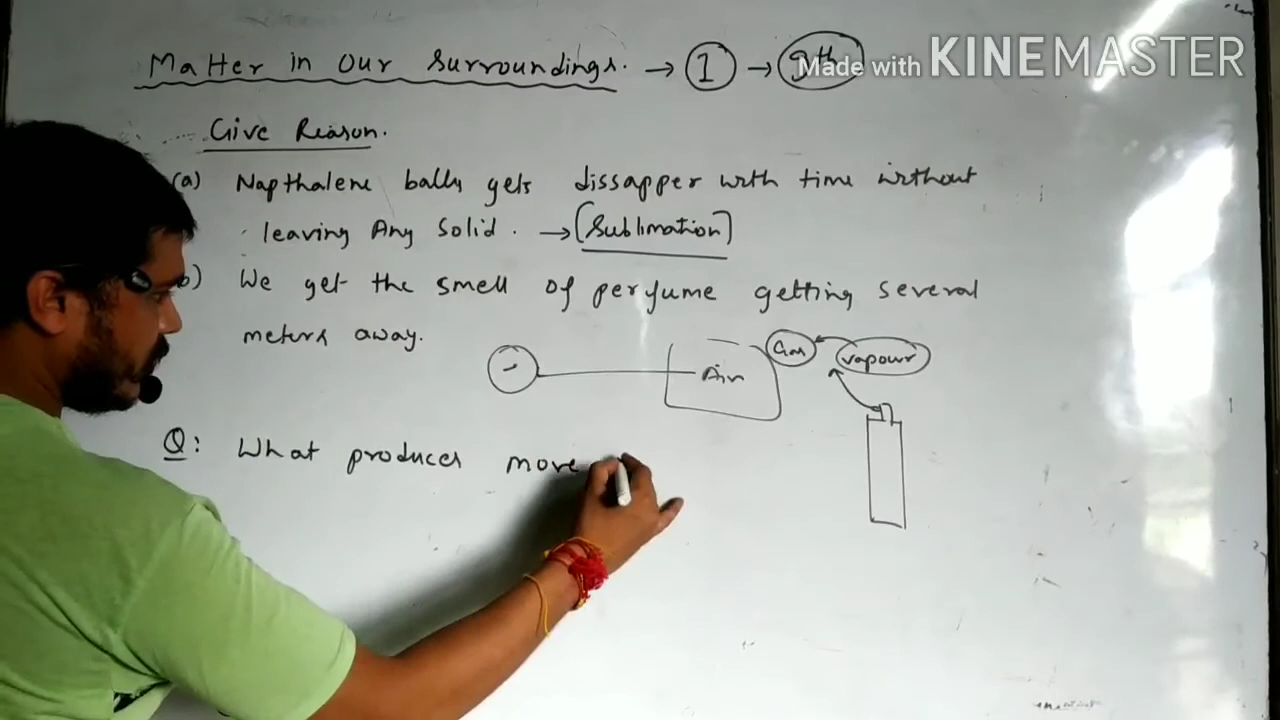 Matter in Our Surroundings. → 1 → 9th
Made with KINEMASTER
Give Reason.
(a) Napthalene balls gets dissapper with time without
leaving Any Solid. → (Sublimation)
b) We get the smell of perfume getting several
meters away.
Air Gas vapour
Q: What produces more